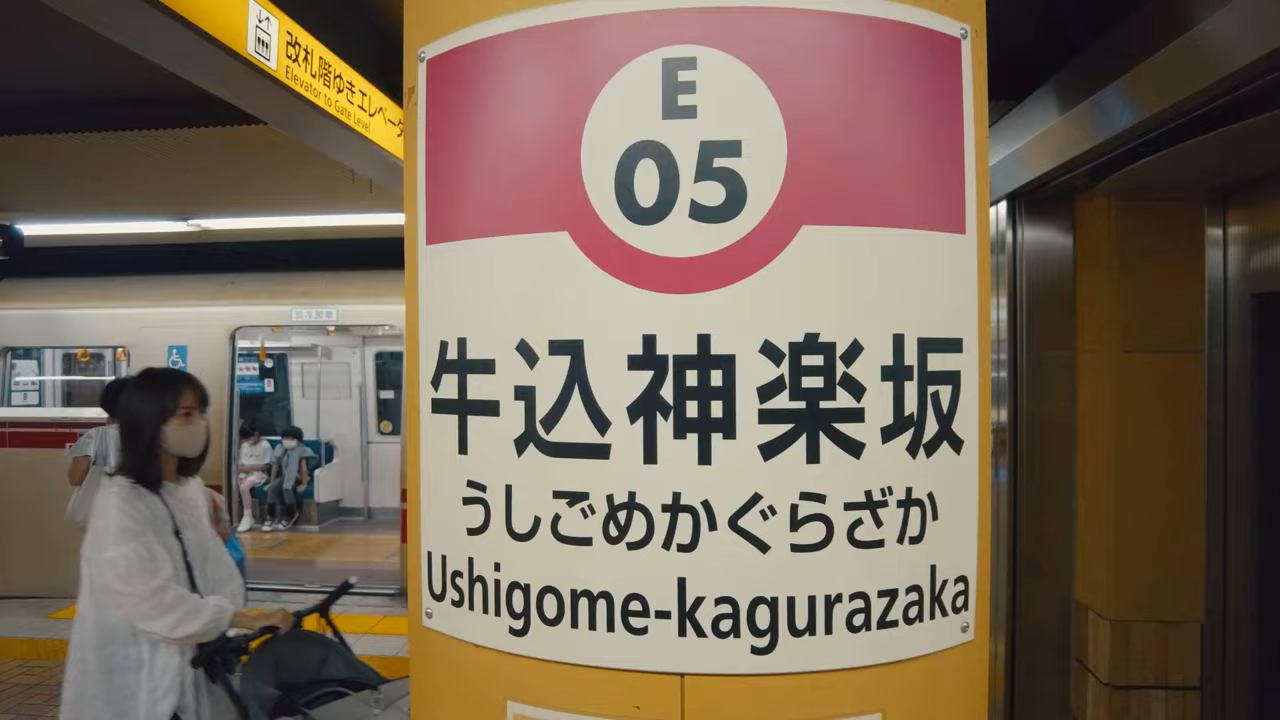 改札階ゆきエレベータ
Elevator to Gate Level
E
05
牛込神楽坂
うしごめかぐらざか
Ushigome-kagurazaka